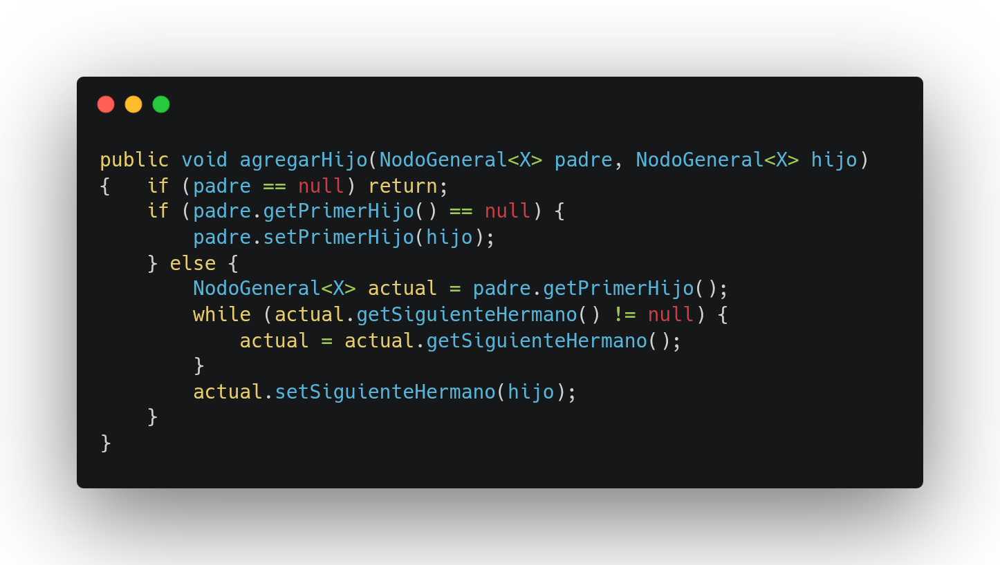 public void agregarHijo(NodoGeneral<X> padre, NodoGeneral<X> hijo)
{   if (padre == null) return;
    if (padre.getPrimerHijo() == null) {
        padre.setPrimerHijo(hijo);
    } else {
        NodoGeneral<X> actual = padre.getPrimerHijo();
        while (actual.getSiguienteHermano() != null) {
            actual = actual.getSiguienteHermano();
        }
        actual.setSiguienteHermano(hijo);
    }
}